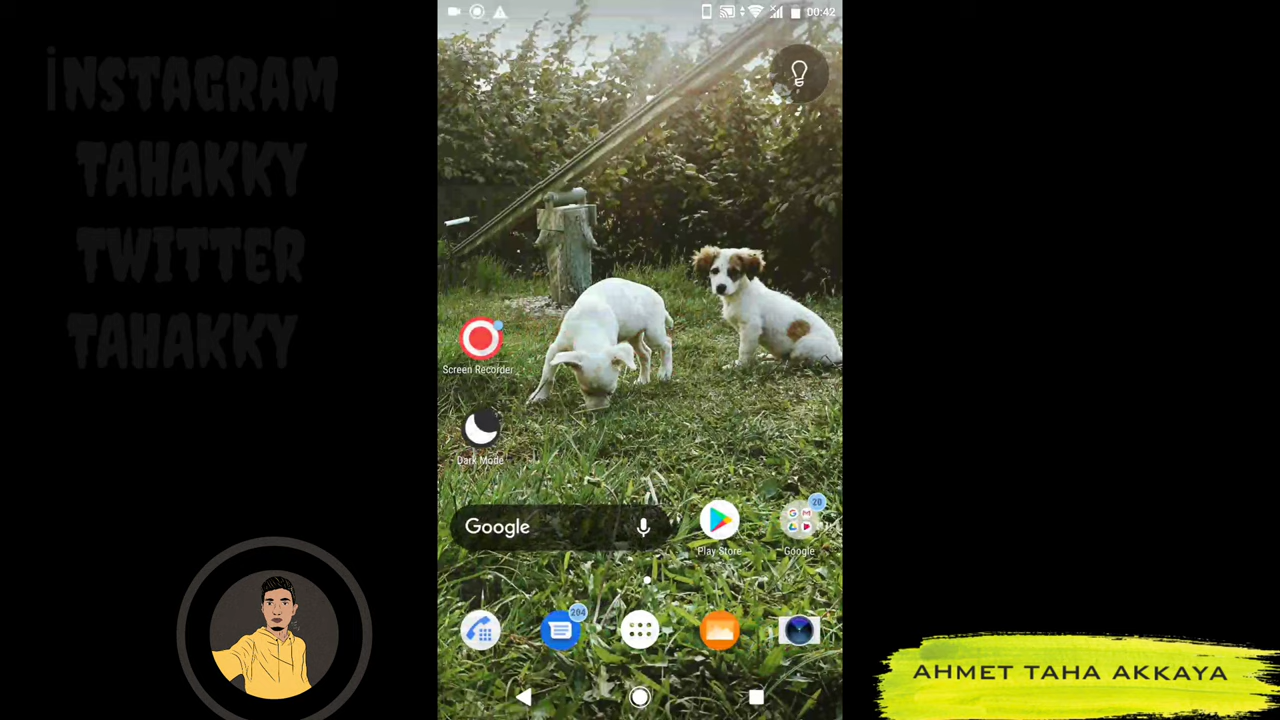 İNSTAGRAM
TAHAKKY
TWITTER
TAHAKKY
00:42
Screen Recorder
Dark Mode
Google
Play Store
20
Google
204
AHMET TAHA AKKAYA